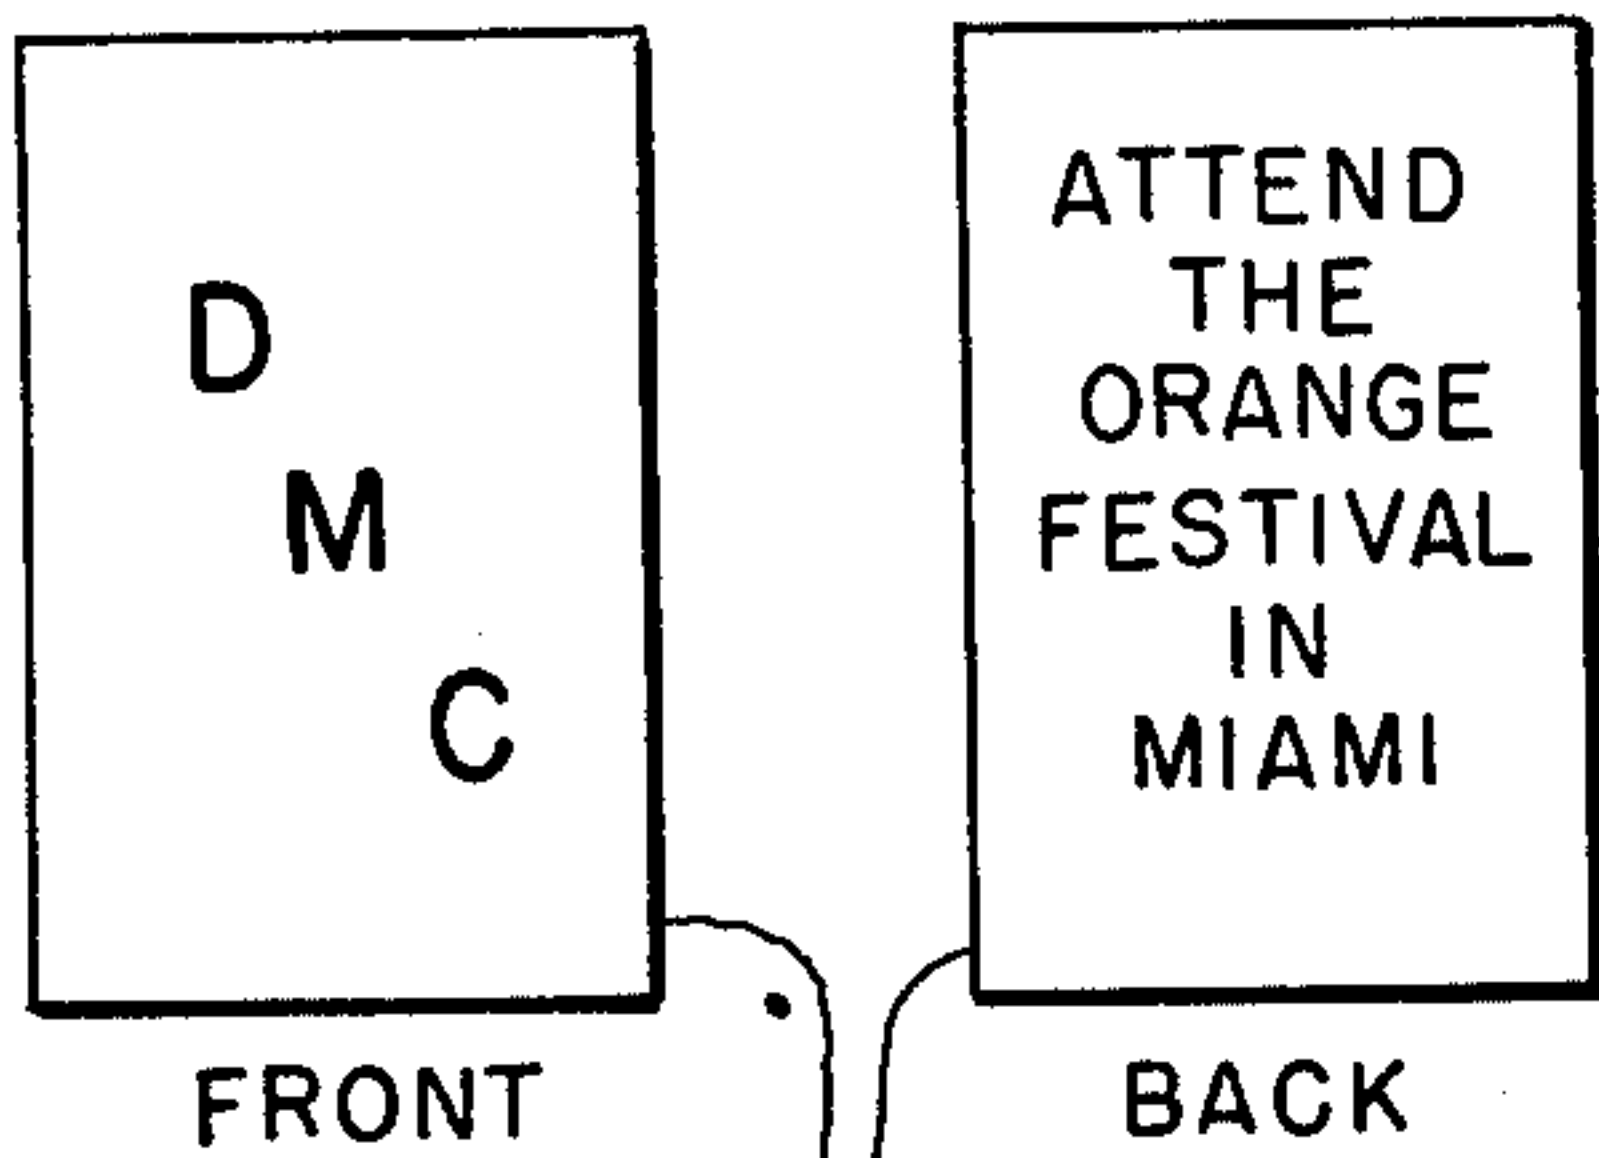 D
M
C
FRONT
ATTEND
THE
ORANGE
FESTIVAL
IN
MIAMI
BACK